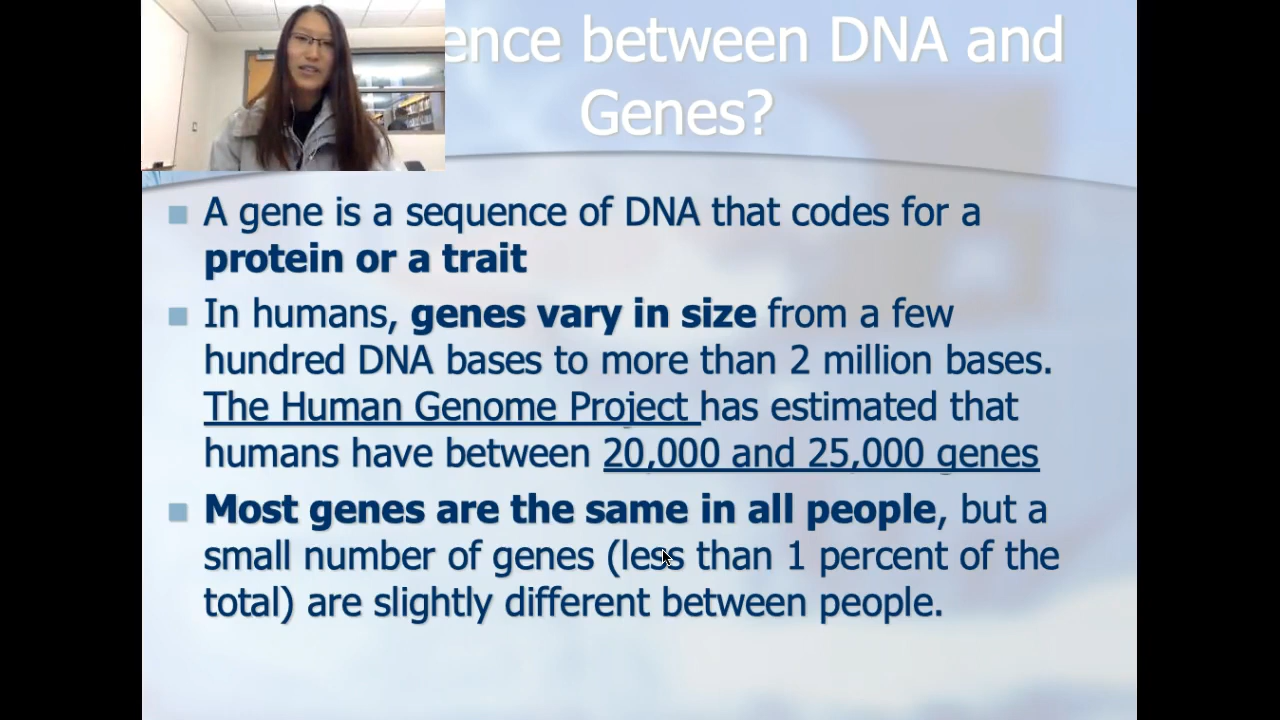 ence between DNA and
Genes?
A gene is a sequence of DNA that codes for a
protein or a trait
In humans, genes vary in size from a few
hundred DNA bases to more than 2 million bases.
The Human Genome Project has estimated that
humans have between 20,000 and 25,000 genes
Most genes are the same in all people, but a
small number of genes (less than 1 percent of the
total) are slightly different between people.